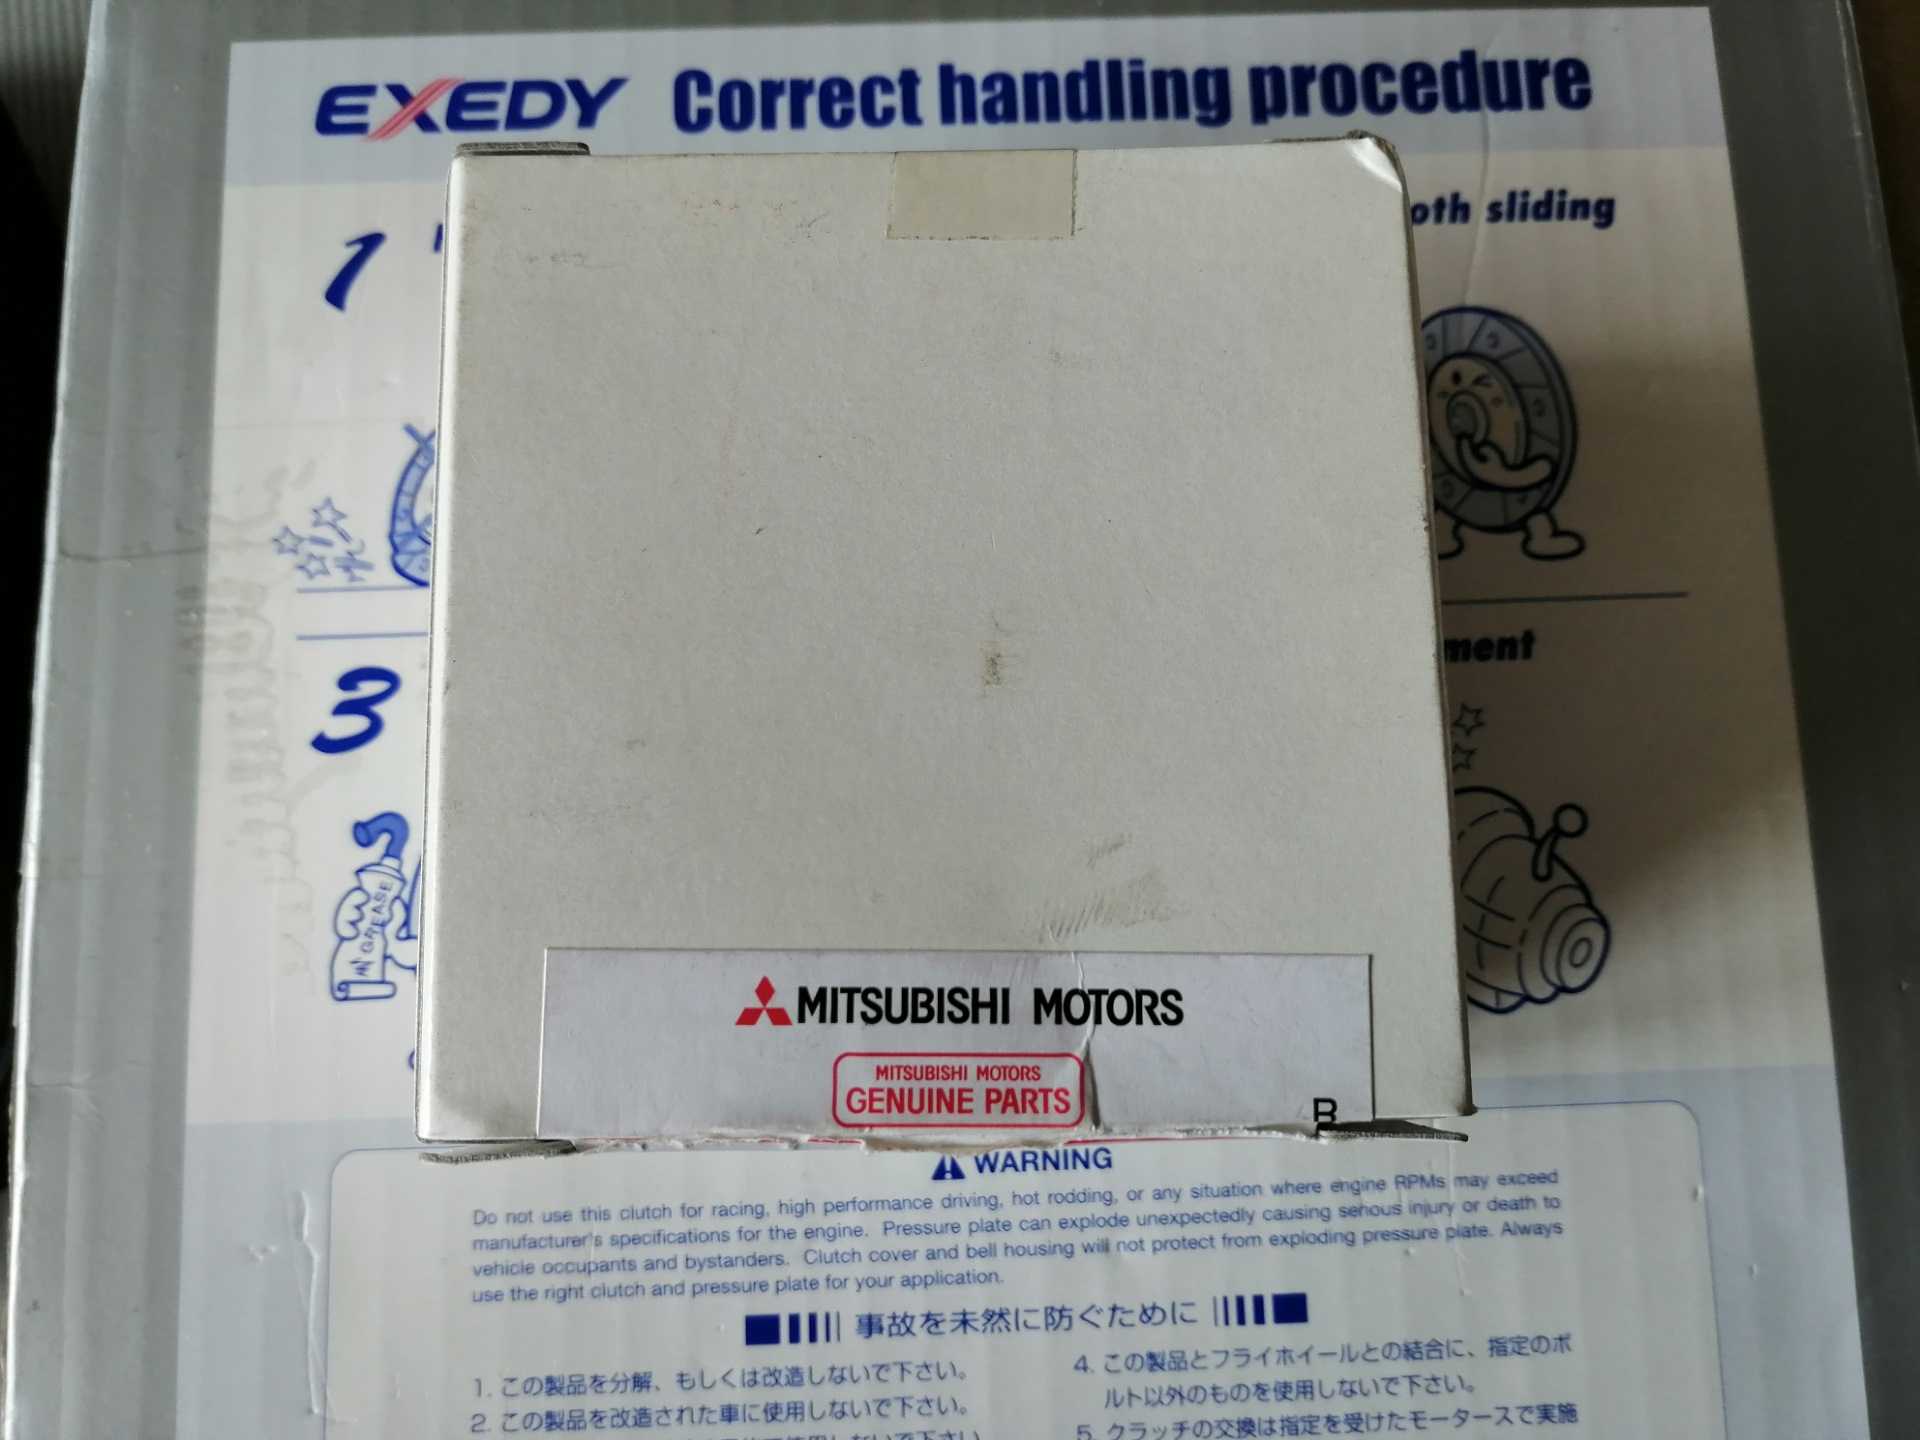 EXEDY Correct handling procedure
1
oth sliding
3
ment
GREASE
MITSUBISHI MOTORS
MITSUBISHI MOTORS
GENUINE PARTS
WARNING
Do not use this clutch for racing, high performance driving, hot rodding, or any situation where engine RPMs may exceed
manufacturer's specifications for the engine. Pressure plate can explode unexpectedly causing serious injury or death to
vehicle occupants and bystanders. Clutch cover and bell housing will not protect from exploding pressure plate. Always
use the right clutch and pressure plate for your application.
事故を未然に防ぐために
1. この製品を分解、もしくは改造しないで下さい。
2. この製品を改造された車に使用しないで下さい。
4. この製品とフライホイールとの結合に、指定のボ
ルト以外のものを使用しないで下さい。
5. クラッチの交換は指定を受けたモータースで実施